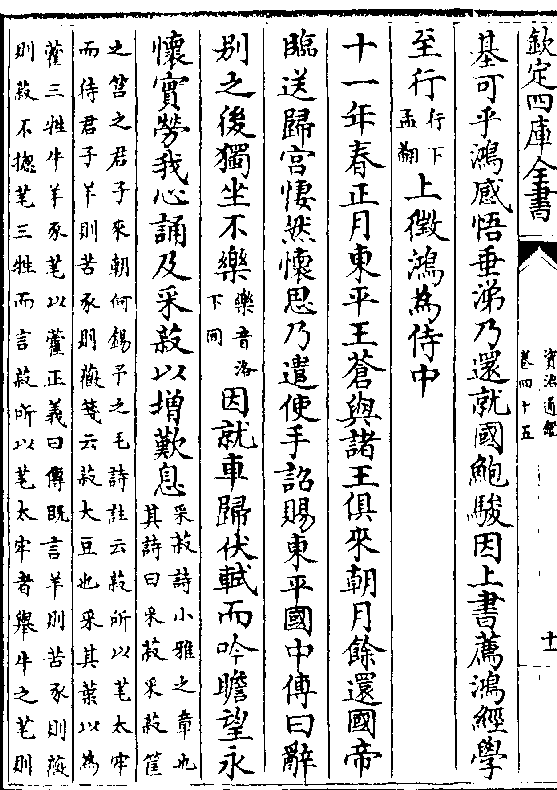 欽定四庫全書
資治通鑑
卷四十五
十一
基可乎鴻感悟垂涕乃還就國鮑駿因上書薦鴻經學
至行行下孟翻上徵鴻為侍中
十一年春正月東平王蒼與諸王俱來朝月餘還國帝
臨送歸宫悽然懷思乃遣使手詔賜東平國中傅曰辭
别之後獨坐不樂樂音洛下同因就車歸伏軾而吟瞻望永
懷實勞我心誦及采菽以增歎息采菽詩小雅之章也其詩曰采菽采菽筐
之筥之君子來朝何錫予之毛詩註云菽所以芼太牢
而待君子羊則苦豕則薇箋云菽大豆也采其葉以為
藿三牲牛羊豕芼以藿正義曰傳既言羊則苦豕則薇
則菽不揔芼三牲而言菽所以芼太牢者舉牛之芼則